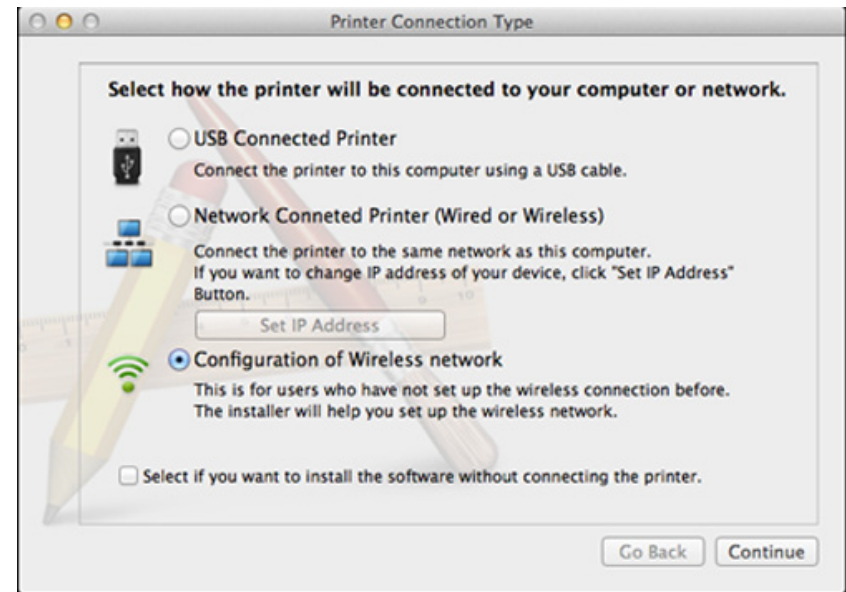 Printer Connection Type
Select how the printer will be connected to your computer or network.
USB Connected Printer
Connect the printer to this computer using a USB cable.
Network Conneted Printer (Wired or Wireless)
Connect the printer to the same network as this computer.
If you want to change IP address of your device, click "Set IP Address"
Button.
Set IP Address
Configuration of Wireless network
This is for users who have not set up the wireless connection before.
The installer will help you set up the wireless network.
Select if you want to install the software without connecting the printer.
Go Back Continue